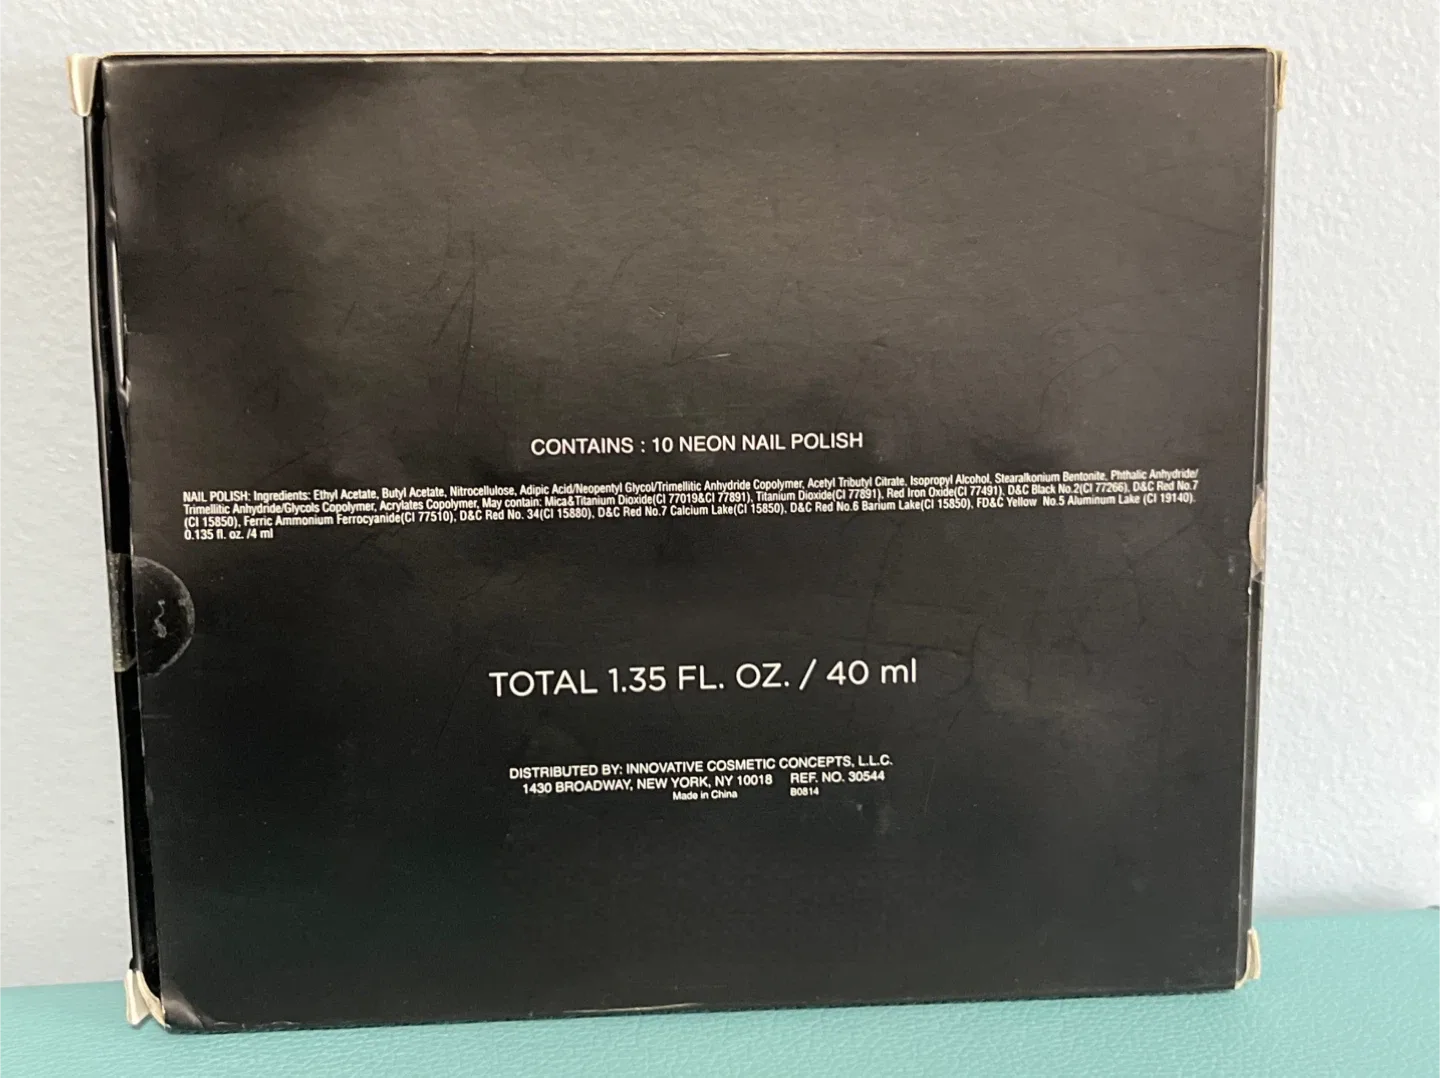 CONTAINS : 10 NEON NAIL POLISH
NAIL POLISH: Ingredients: Ethyl Acetate, Butyl Acetate, Nitrocellulose, Adipic Acid/Neopentyl Glycol/Trimellitic Anhydride Copolymer, Acetyl Tributyl Citrate, Isopropyl Alcohol, Stearalkonium Bentonite, Phthalic Anhydride/
Trimellitic Anhydride/Glycols Copolymer, Acrylates Copolymer, May contain: Mica&Titanium Dioxide(CI 77019&CI 77891), Titanium Dioxide(CI 77891), Red Iron Oxide(CI 77491), D&C Black No.2(CI 77266), D&C Red No.7
(CI 15850), Ferric Ammonium Ferrocyanide(CI 77510), D&C Red No. 34(CI 15880), D&C Red No.7 Calcium Lake(CI 15850), D&C Red No.6 Barium Lake(CI 15850), FD&C Yellow No.5 Aluminum Lake (CI 19140).
0.135 fl. oz. /4 ml
TOTAL 1.35 FL. OZ. / 40 ml
DISTRIBUTED BY: INNOVATIVE COSMETIC CONCEPTS, L.L.C.
1430 BROADWAY, NEW YORK, NY 10018 REF. NO. 30544
Made in China B0814